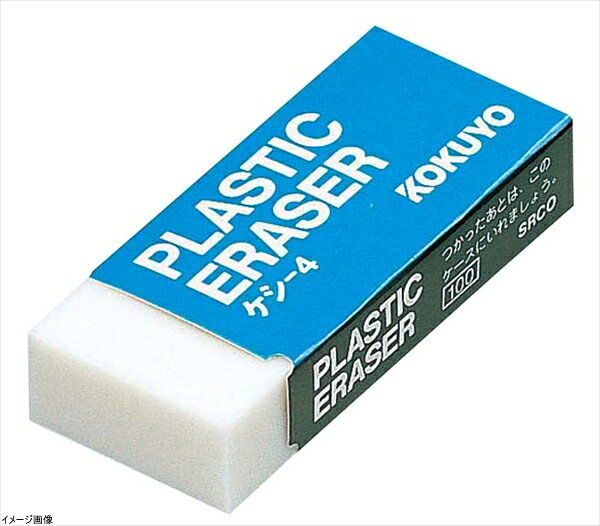 PLASTIC
ERASER
ケシー4
KOKUYO
PLASTIC
ERASER
つかったあとは、この
ケースにいれましょう。
100
SRCO
イメージ画像